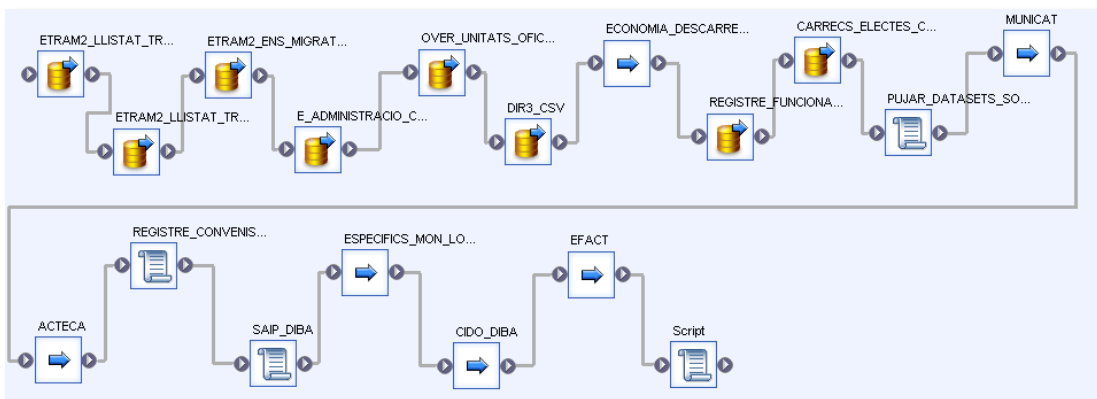 ETRAM2_LLISTAT_TR...
ETRAM2_LLISTAT_TR...
ETRAM2_ENS_MIGRAT...
E_ADMINISTRACIO_C...
OVER_UNITATS_OFIC...
DIR3_CSV
ECONOMIA_DESCARRE...
REGISTRE_FUNCIONA...
CARRECS_ELECTES_C...
PUJAR_DATASETS_SO...
MUNICAT
ACTECA
REGISTRE_CONVENIS...
SAIP_DIBA
ESPECIFICS_MON_LO...
CIDO_DIBA
EFACT
Script